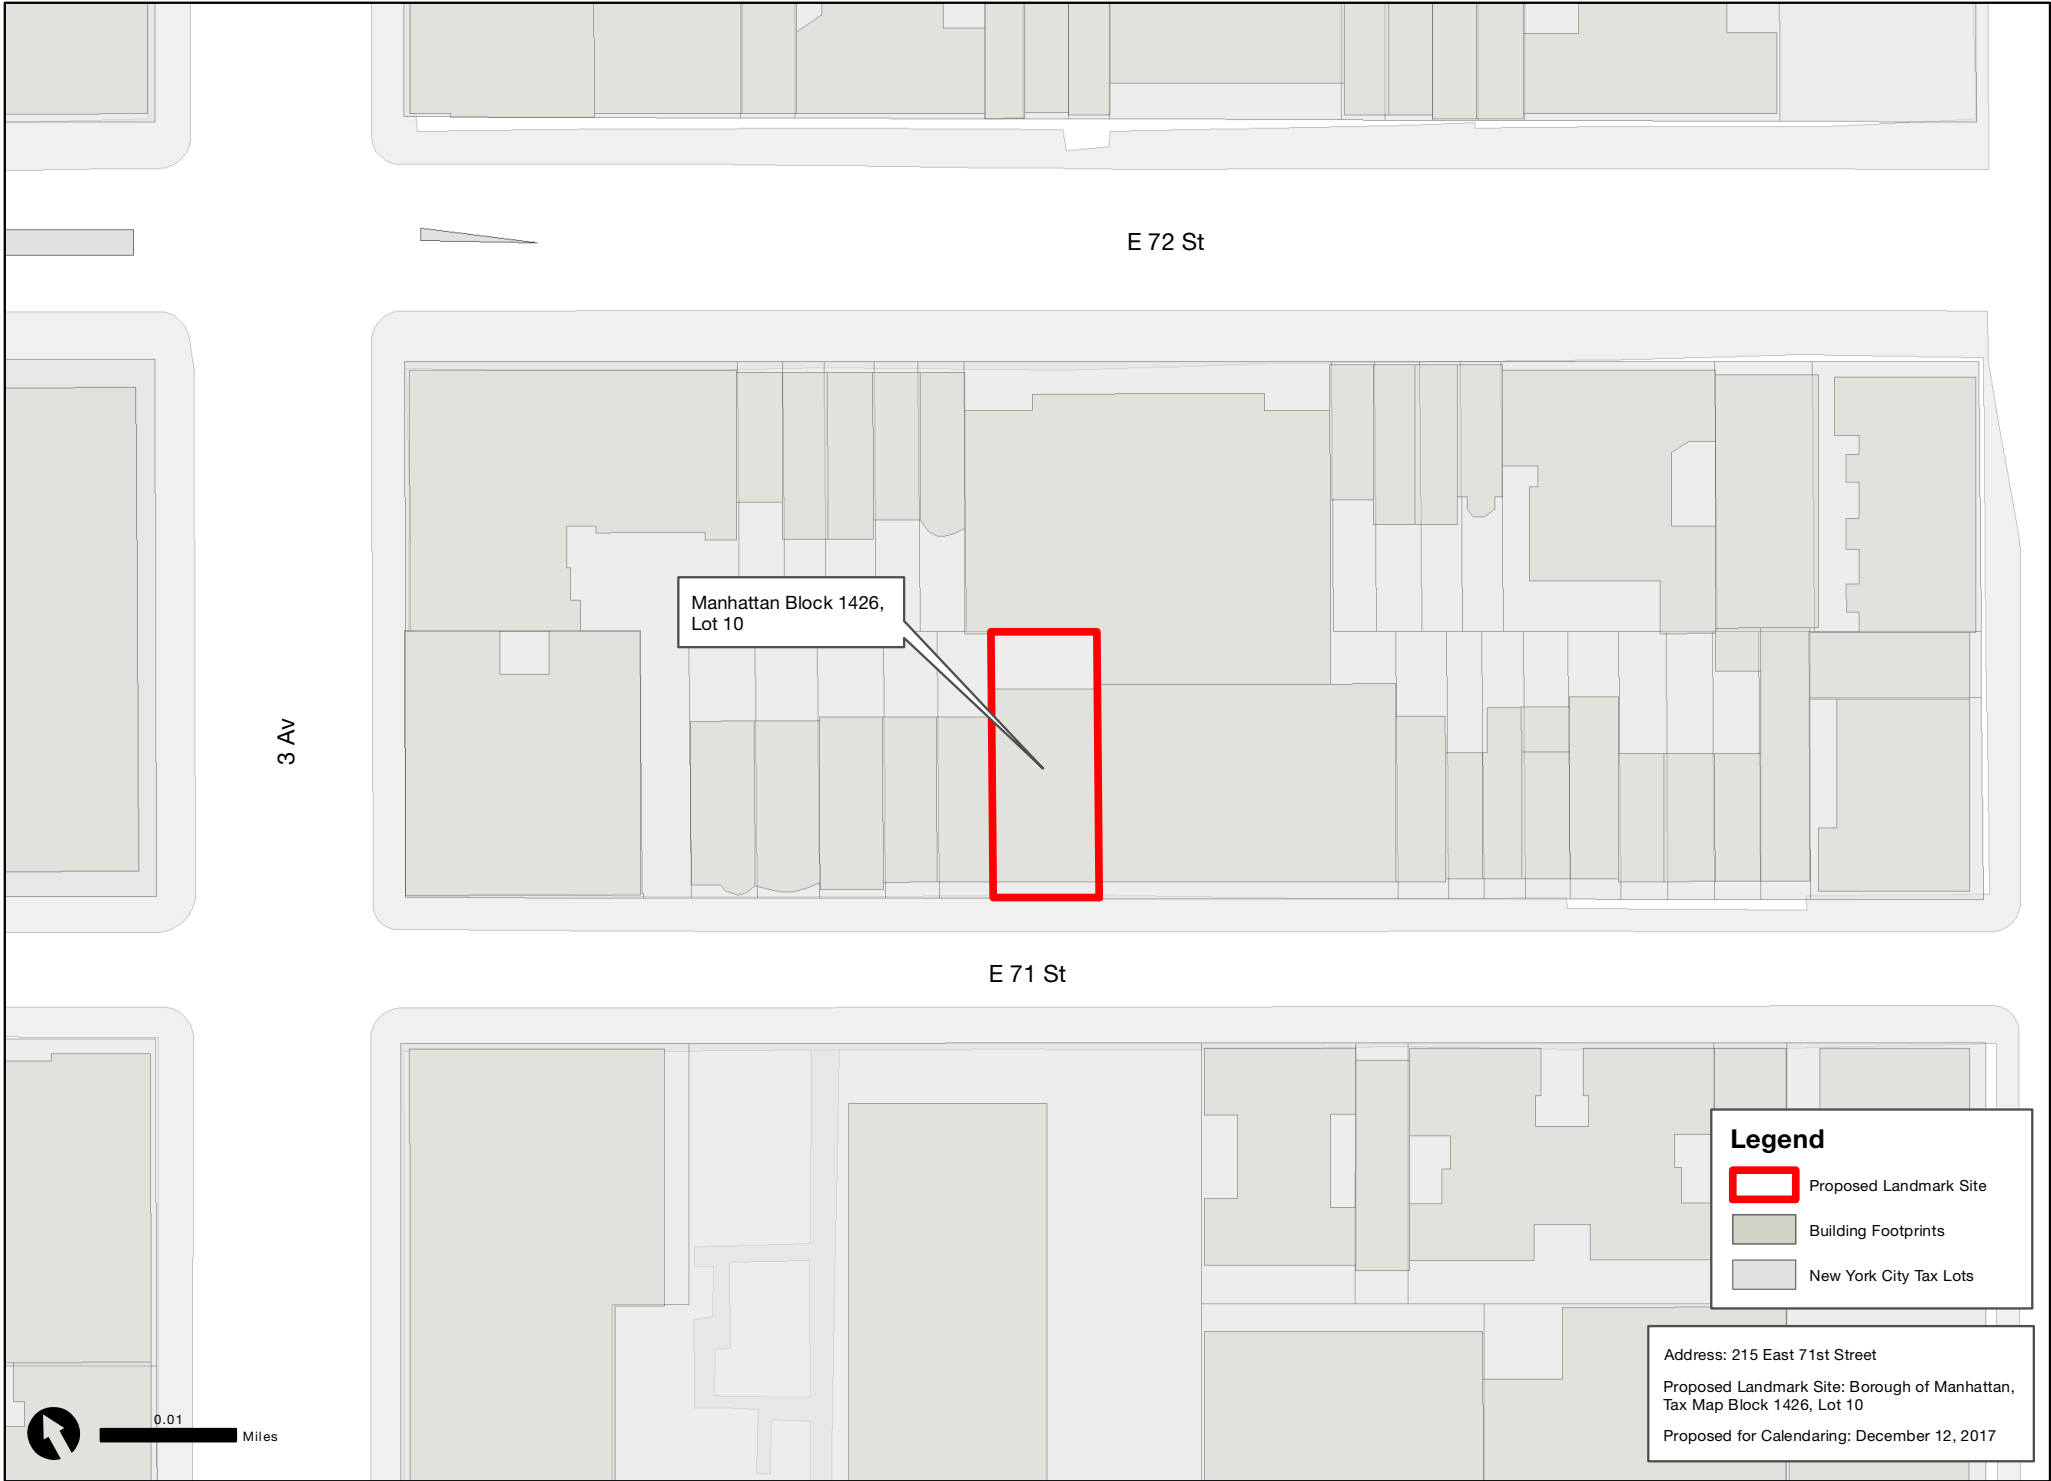 E 72 St
Manhattan Block 1426,
Lot 10
3 Av
E 71 St
Legend
Proposed Landmark Site
Building Footprints
New York City Tax Lots
Address: 215 East 71st Street
Proposed Landmark Site: Borough of Manhattan,
Tax Map Block 1426, Lot 10
Proposed for Calendaring: December 12, 2017
0.01
Miles